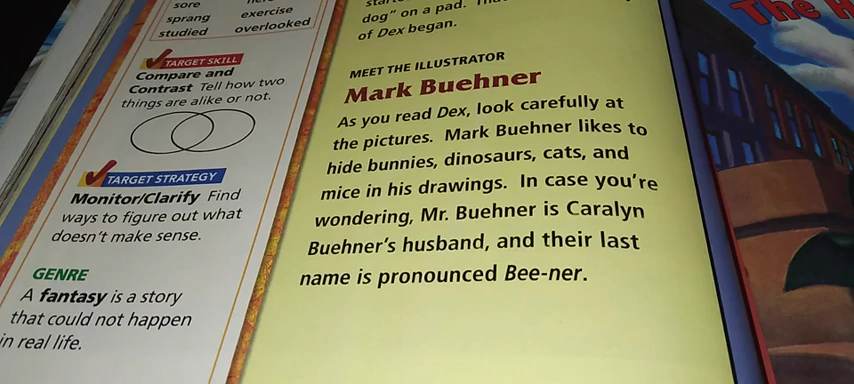 sore
sprang exercise
studied overlooked
TARGET SKILL
Compare and
Contrast Tell how two
things are alike or not.
TARGET STRATEGY
Monitor/Clarify Find
ways to figure out what
doesn't make sense.
GENRE
A fantasy is a story
that could not happen
in real life.
dog" on a pad.
of Dex began.
MEET THE ILLUSTRATOR
Mark Buehner
As you read Dex, look carefully at
the pictures. Mark Buehner likes to
hide bunnies, dinosaurs, cats, and
mice in his drawings. In case you're
wondering, Mr. Buehner is Caralyn
Buehner's husband, and their last
name is pronounced Bee-ner.
The